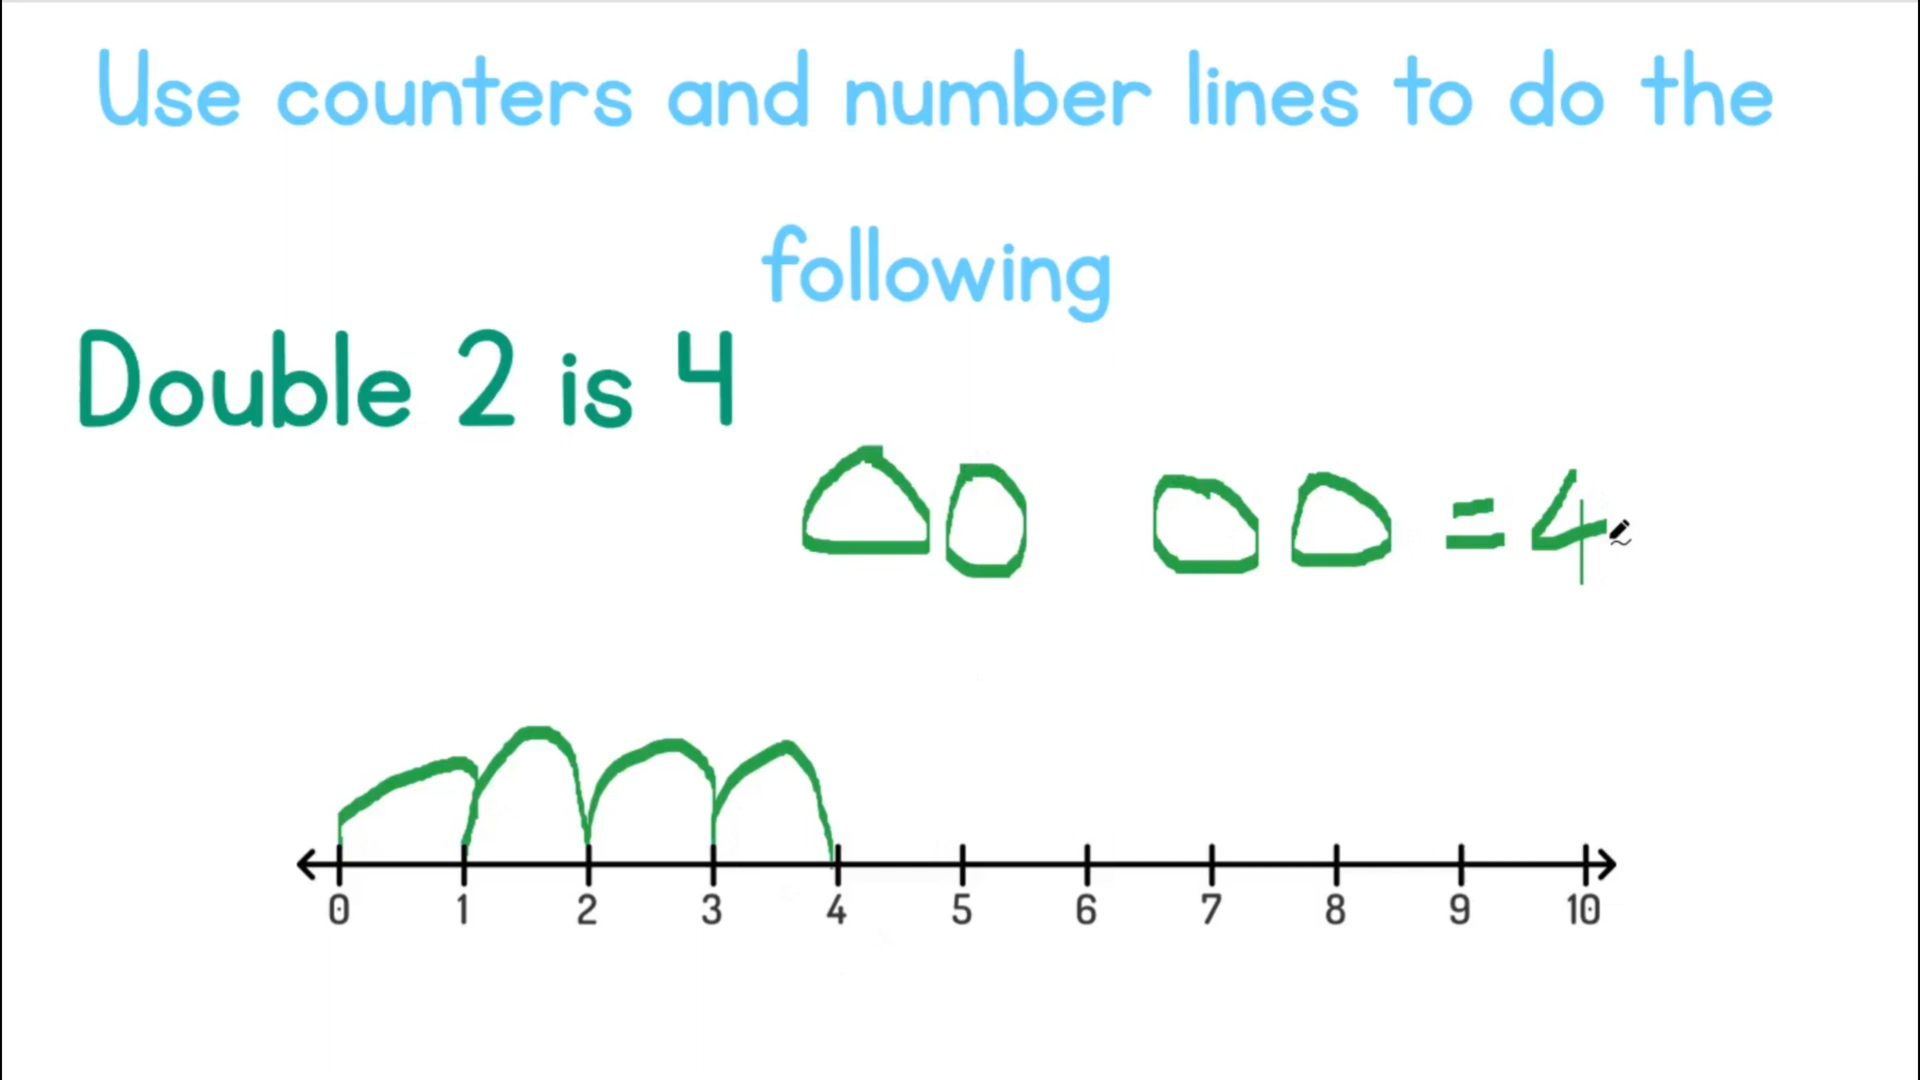 Use counters and number lines to do the
following
Double 2 is 4
= 4
0 1 2 3 4 5 6 7 8 9 10